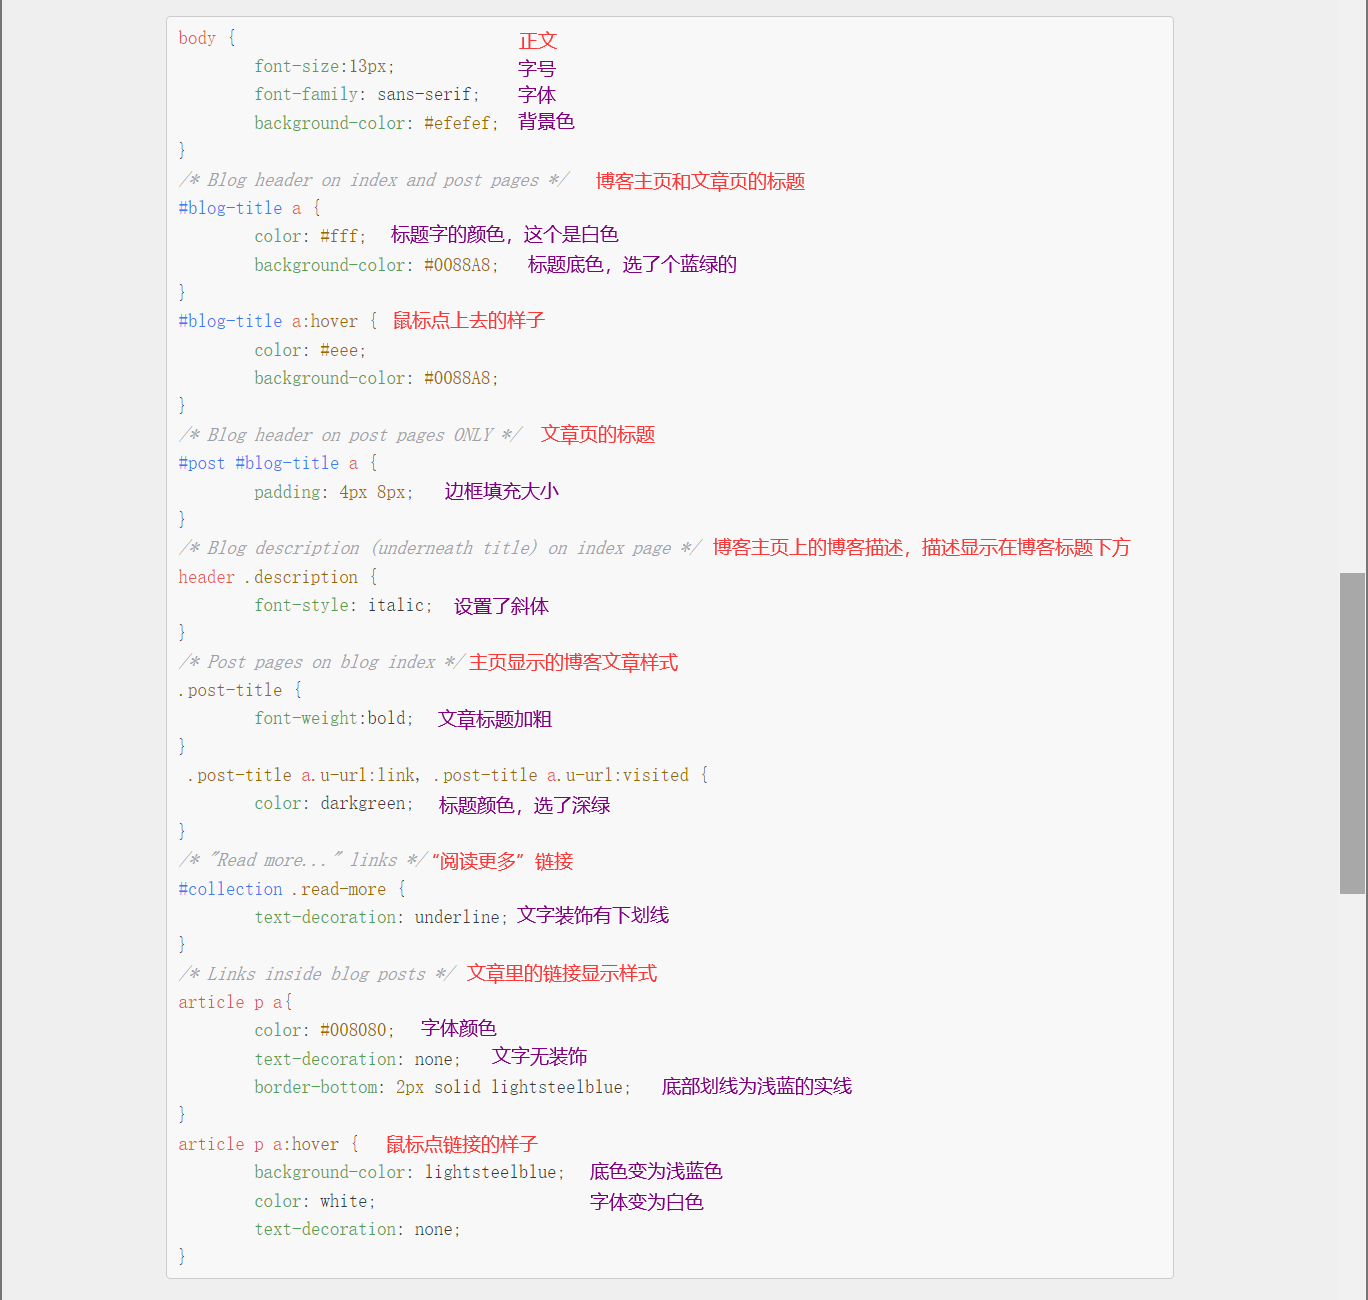 body {    正文
        font-size:13px;    字号
        font-family: sans-serif;    字体
        background-color: #efefef;    背景色
}
/* Blog header on index and post pages */    博客主页和文章页的标题
#blog-title a {
        color: #fff;    标题字的颜色，这个是白色
        background-color: #0088A8;    标题底色，选了个蓝绿的
}
#blog-title a:hover {    鼠标点上去的样子
        color: #eee;
        background-color: #0088A8;
}
/* Blog header on post pages ONLY */    文章页的标题
#post #blog-title a {
        padding: 4px 8px;    边框填充大小
}
/* Blog description (underneath title) on index page */    博客主页上的博客描述，描述显示在博客标题下方
header .description {
        font-style: italic;    设置了斜体
}
/* Post pages on blog index */ 主页显示的博客文章样式
.post-title {
        font-weight:bold;    文章标题加粗
}
 .post-title a.u-url:link, .post-title a.u-url:visited {
        color: darkgreen;    标题颜色，选了深绿
}
/* "Read more..." links */ “阅读更多”链接
#collection .read-more {
        text-decoration: underline; 文字装饰有下划线
}
/* Links inside blog posts */ 文章里的链接显示样式
article p a{
        color: #008080;    字体颜色
        text-decoration: none;    文字无装饰
        border-bottom: 2px solid lightsteelblue;    底部划线为浅蓝的实线
}
article p a:hover {    鼠标点链接的样子
        background-color: lightsteelblue;    底色变为浅蓝色
        color: white;    字体变为白色
        text-decoration: none;
}